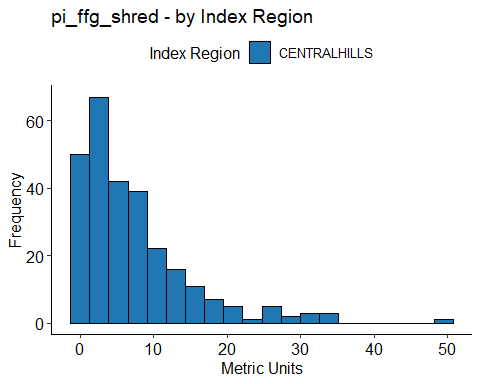 pi_ffg_shred - by Index Region
Index Region CENTRALHILLS
Frequency
60
40
20
0
0 10 20 30 40 50
Metric Units